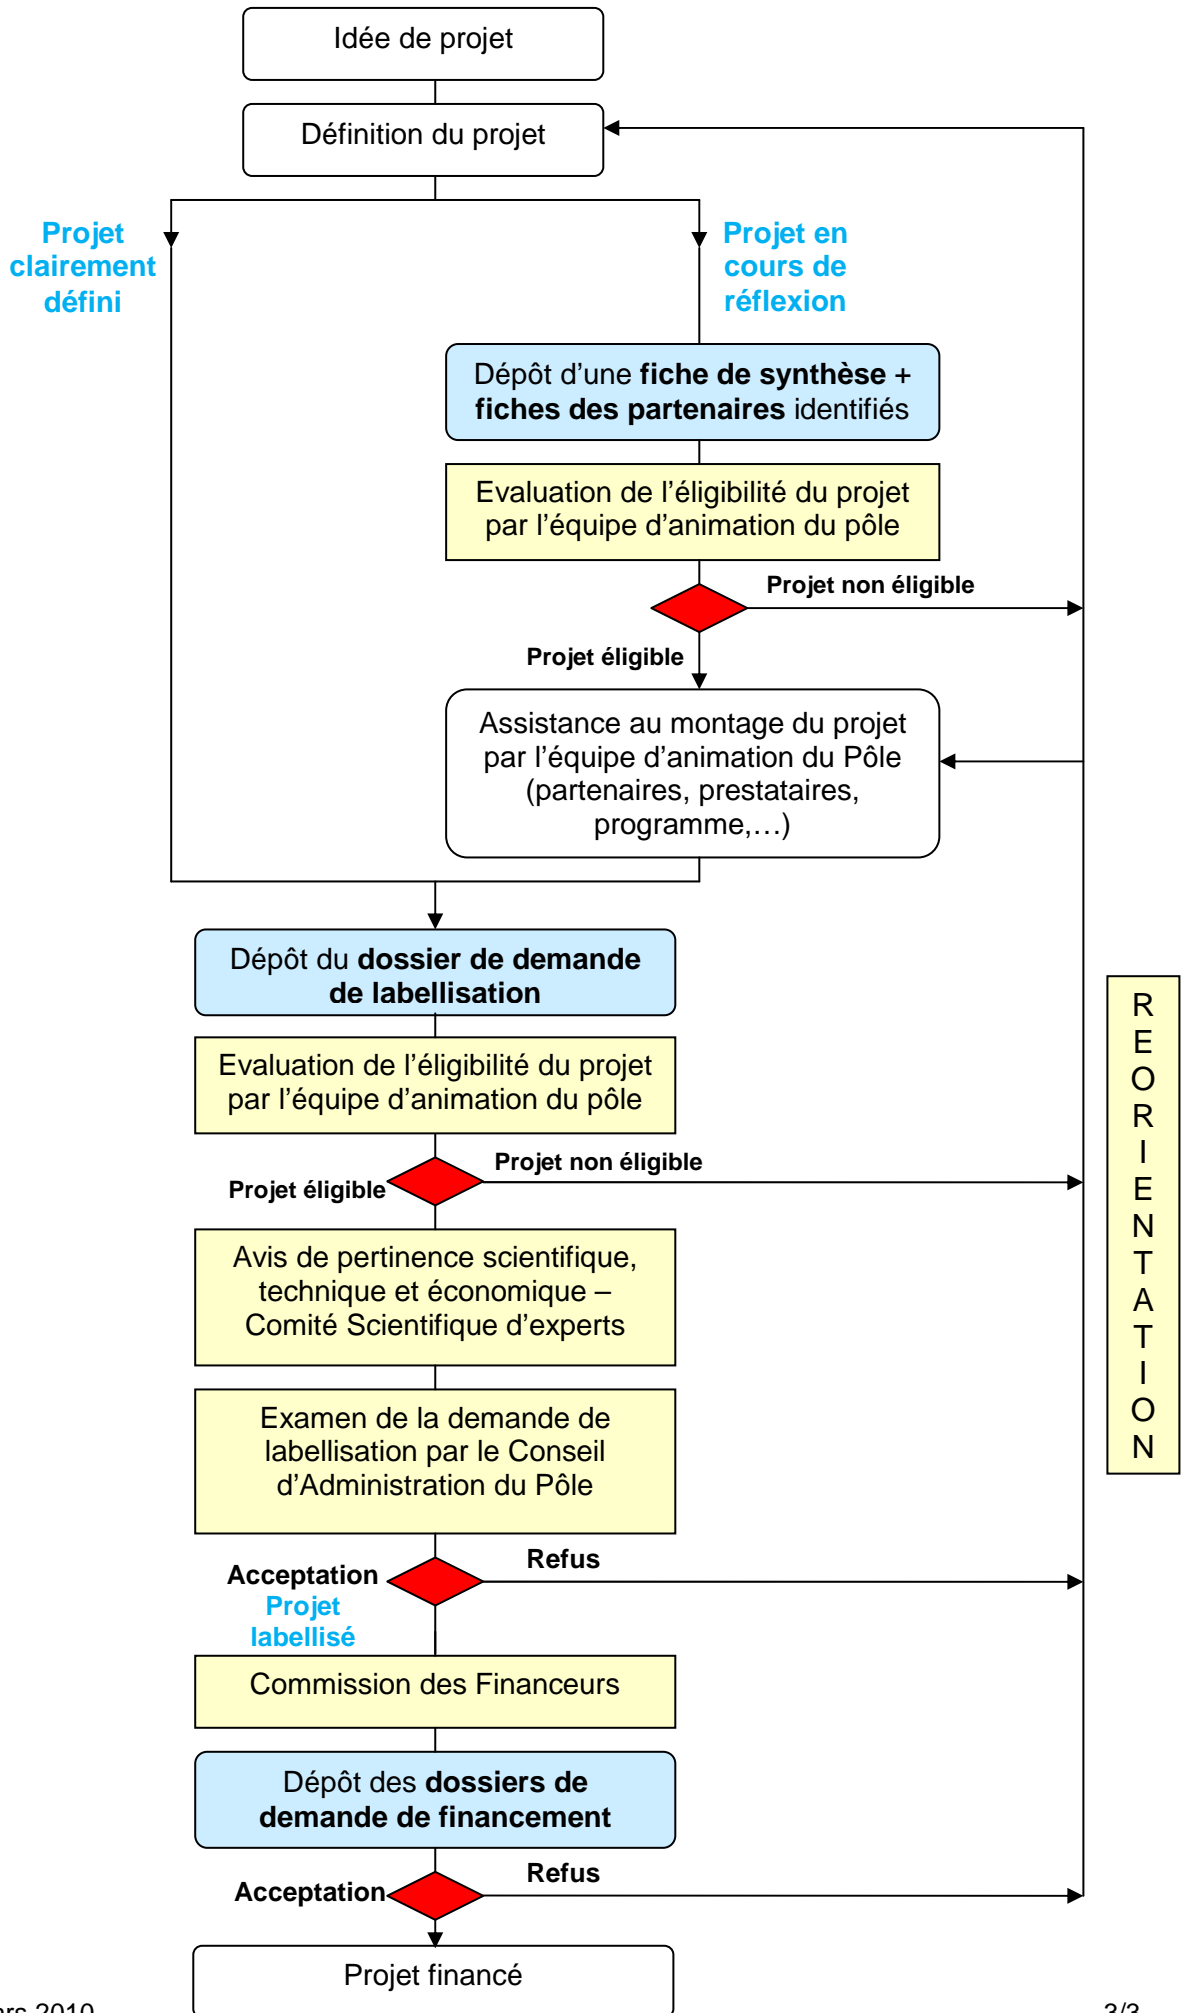 Idée de projet
Définition du projet
Projet
clairement
défini
Projet en
cours de
réflexion
Dépôt d’une fiche de synthèse +
fiches des partenaires identifiés
Evaluation de l’éligibilité du projet
par l’équipe d’animation du pôle
Projet non éligible
Projet éligible
Assistance au montage du projet
par l’équipe d’animation du Pôle
(partenaires, prestataires,
programme,…)
Dépôt du dossier de demande
de labellisation
Evaluation de l’éligibilité du projet
par l’équipe d’animation du pôle
Projet non éligible
Projet éligible
Avis de pertinence scientifique,
technique et économique –
Comité Scientifique d’experts
Examen de la demande de
labellisation par le Conseil
d’Administration du Pôle
Refus
Acceptation
Projet
labellisé
Commission des Financeurs
Dépôt des dossiers de
demande de financement
Refus
Acceptation
Projet financé
R
E
O
R
I
E
N
T
A
T
I
O
N
2010
3/3